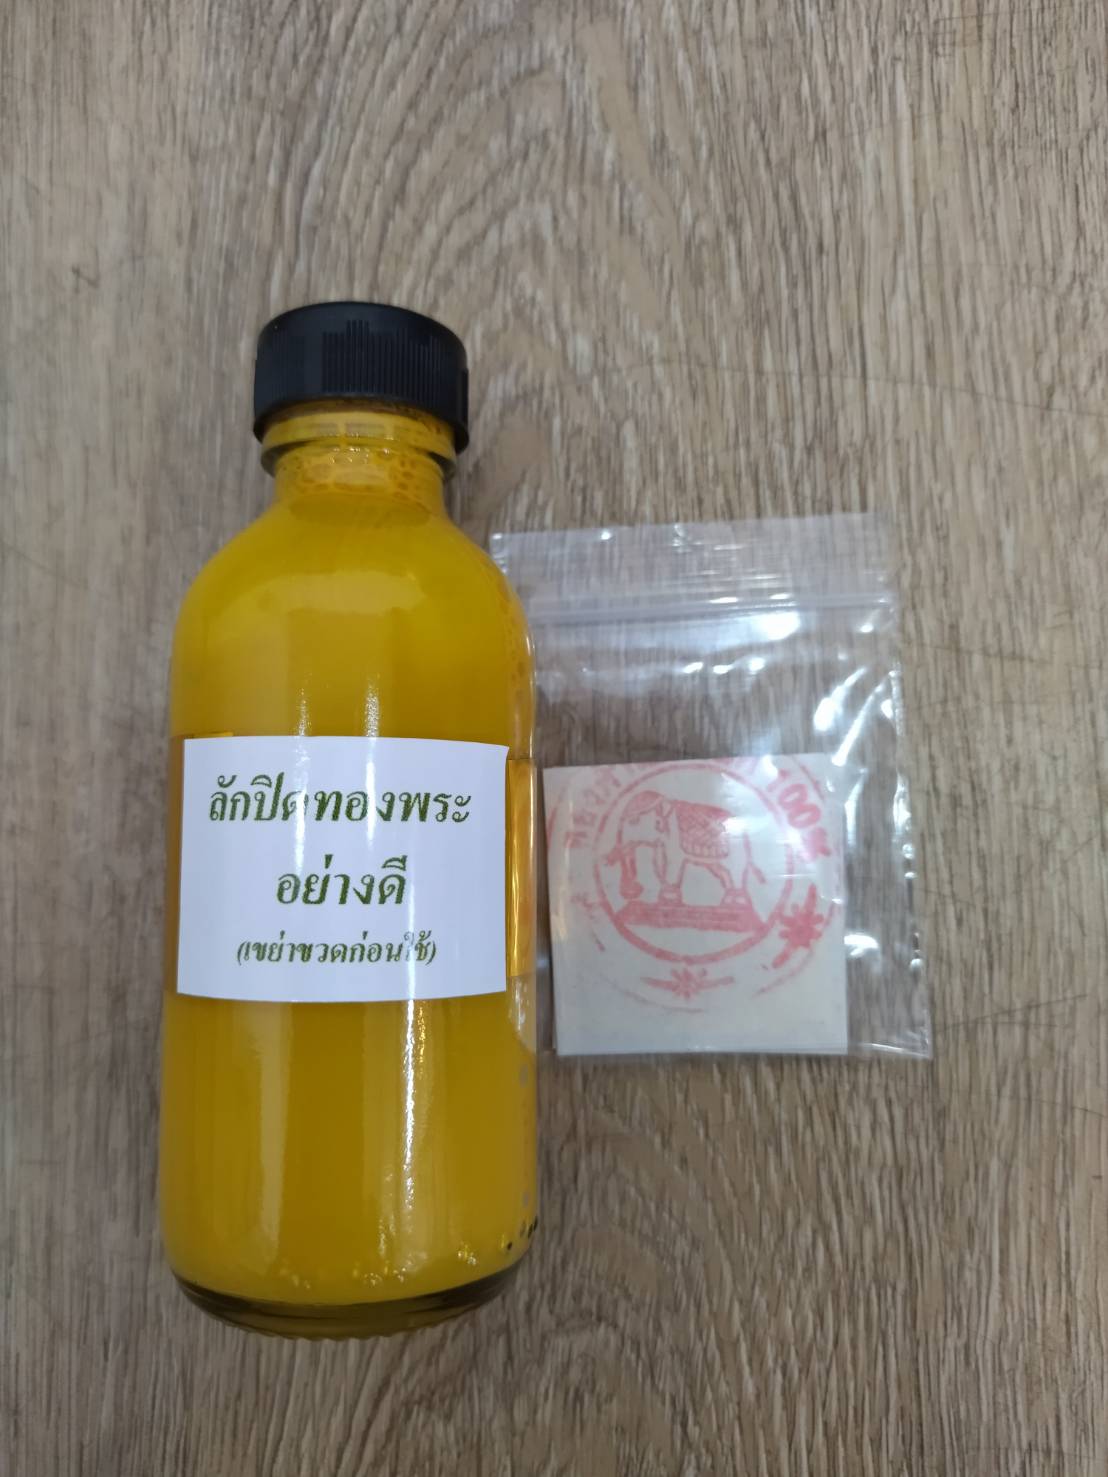 ลักปิดทองพระ
อย่างดี
(เขย่าขวดก่อนใช้)
100%